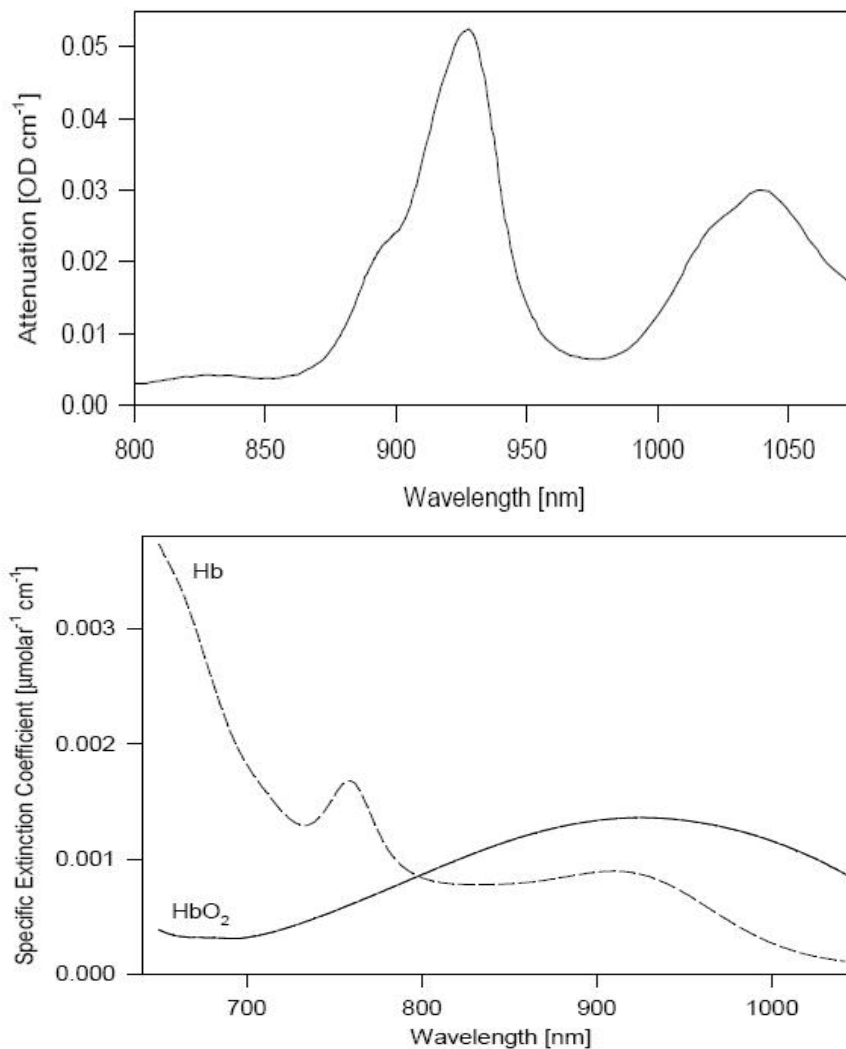 Attenuation [OD cm⁻¹]
0.05
0.04
0.03
0.02
0.01
0.00
800 850 900 950 1000 1050
Wavelength [nm]
Specific Extinction Coefficient [μmolar⁻¹ cm⁻¹]
Hb
0.003
0.002
0.001
HbO₂
0.000
700 800 900 1000
Wavelength [nm]